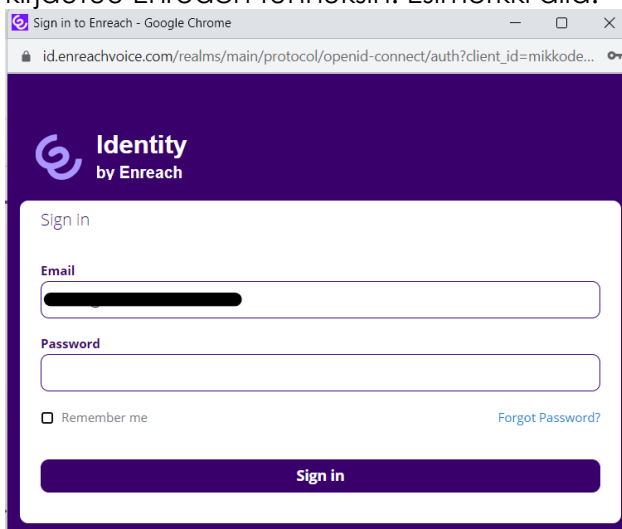 Sign in to Enreach - Google Chrome
id.enreachvoice.com/realms/main/protocol/openid-connect/auth?client_id=mikkode...
Identity
by Enreach
Sign In
Email
Password
Remember me
Forgot Password?
Sign in